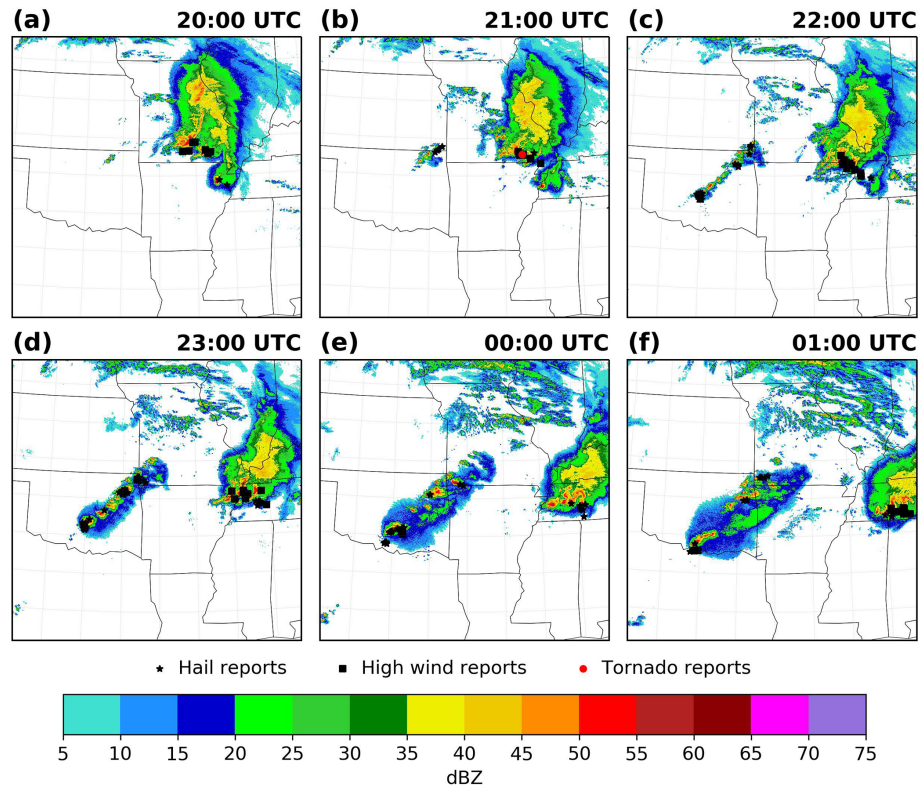 (a) 20:00 UTC (b) 21:00 UTC (c) 22:00 UTC
(d) 23:00 UTC (e) 00:00 UTC (f) 01:00 UTC
Hail reports High wind reports Tornado reports
5 10 15 20 25 30 35 40 45 50 55 60 65 70 75
dBZ